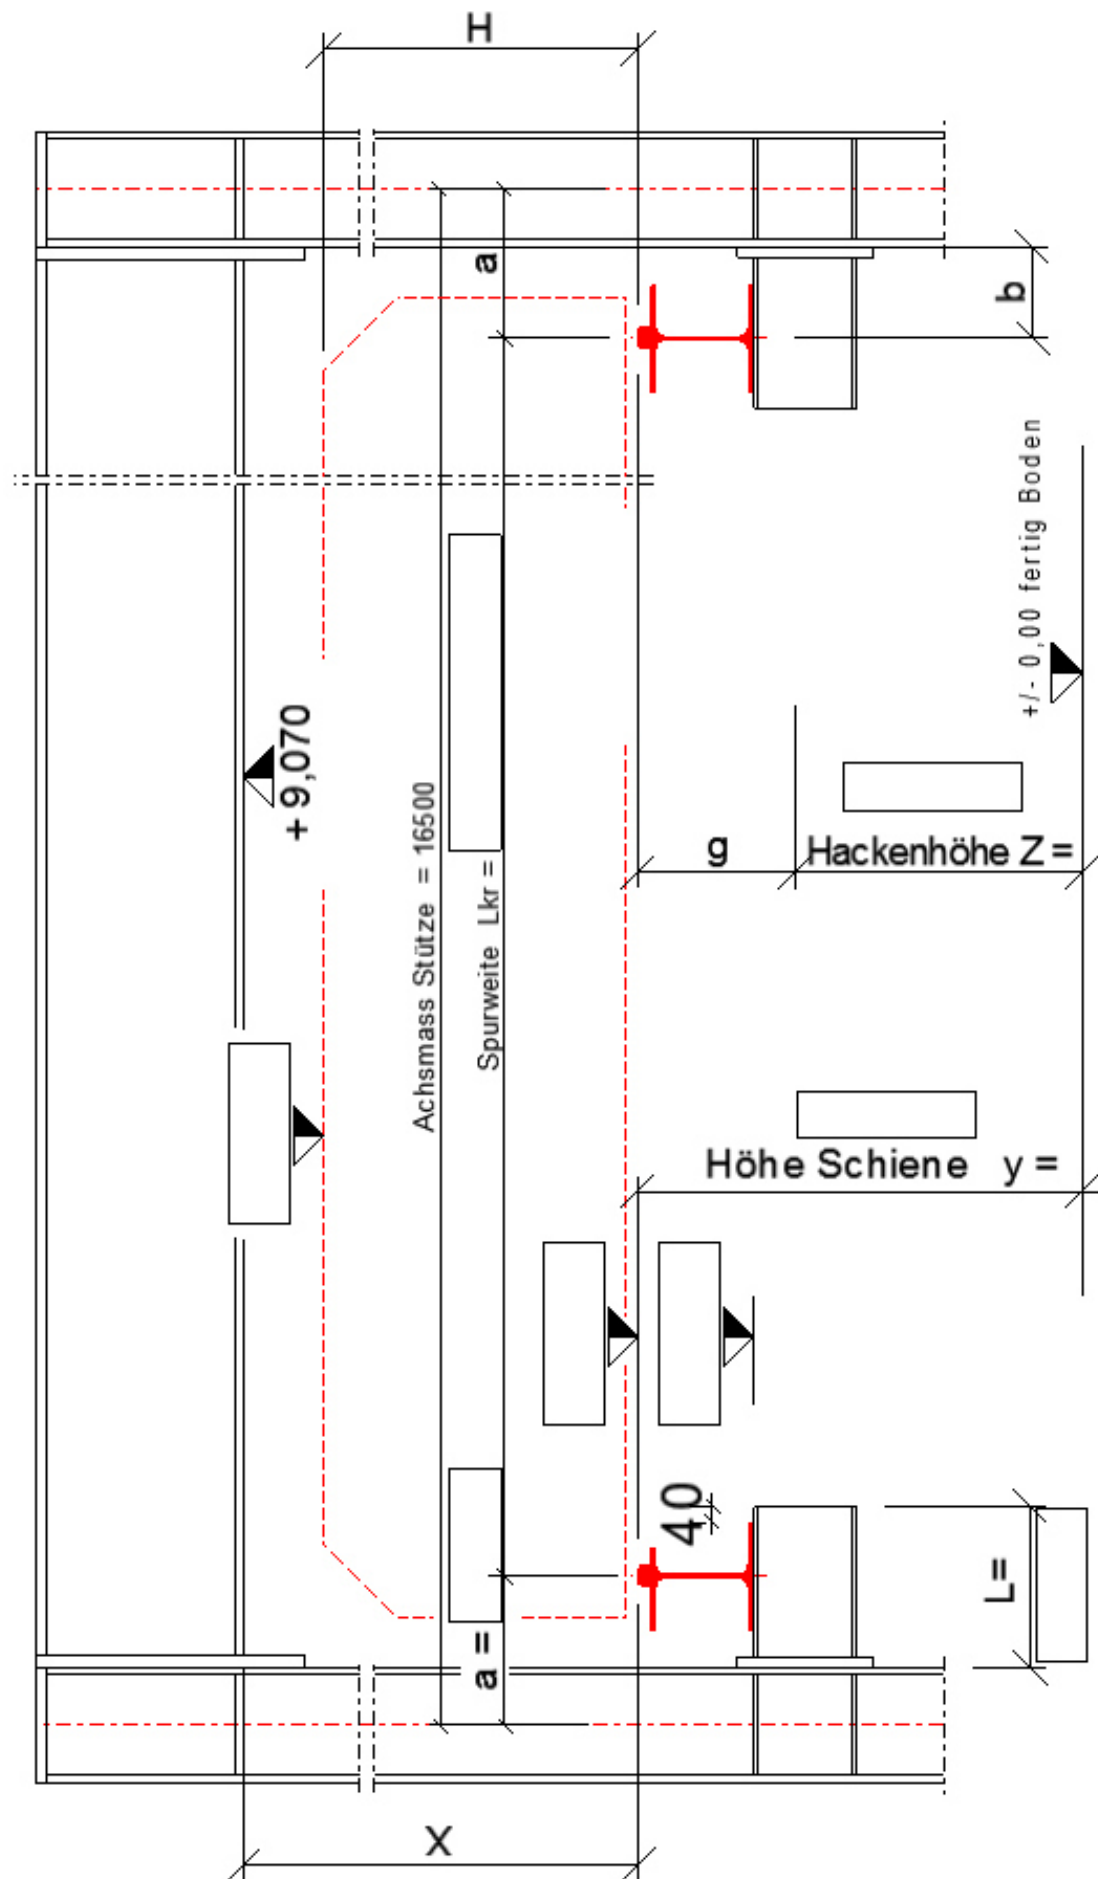 H
a
b
+/- 0,00 fertig Boden
+9,070
Achsmass Stütze = 16500
Spurweite Lkr =
g
Hackenhöhe Z =
Höhe Schiene y =
40
L=
a =
X